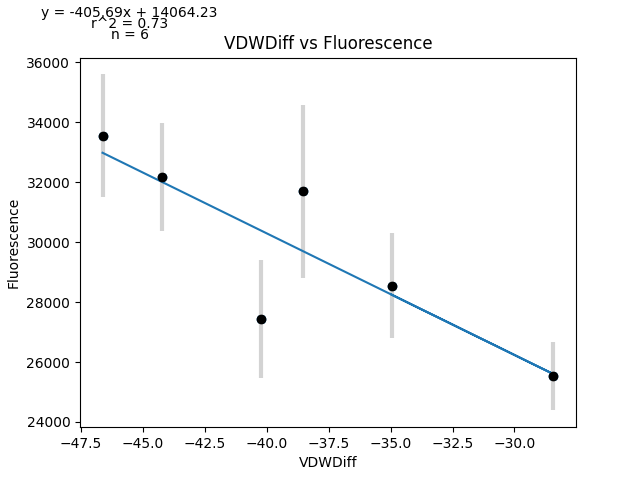 y = -405.69x + 14064.23
r^2 = 0.73
n = 6
VDWDiff vs Fluorescence
36000
34000
32000
30000
28000
26000
24000
Fluorescence
−47.5 −45.0 −42.5 −40.0 −37.5 −35.0 −32.5 −30.0
VDWDiff